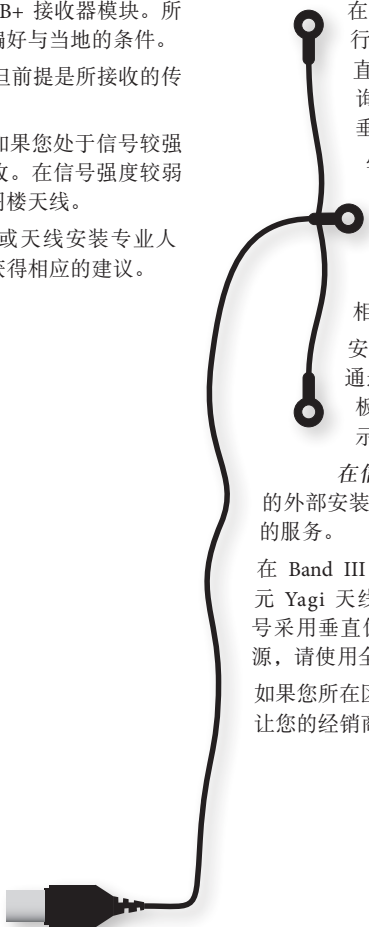 B+ 接收器模块。所
偏好与当地的条件。
但前提是所接收的传
如果您处于信号较强
收。在信号强度较弱
阁楼天线。
或天线安装专业人
获得相应的建议。
在
行
直
询
垂
相
安
通
板
示
在信
的外部安装
的服务。
在 Band III
元 Yagi 天线
号采用垂直
源，请使用全
如果您所在区
让您的经销商